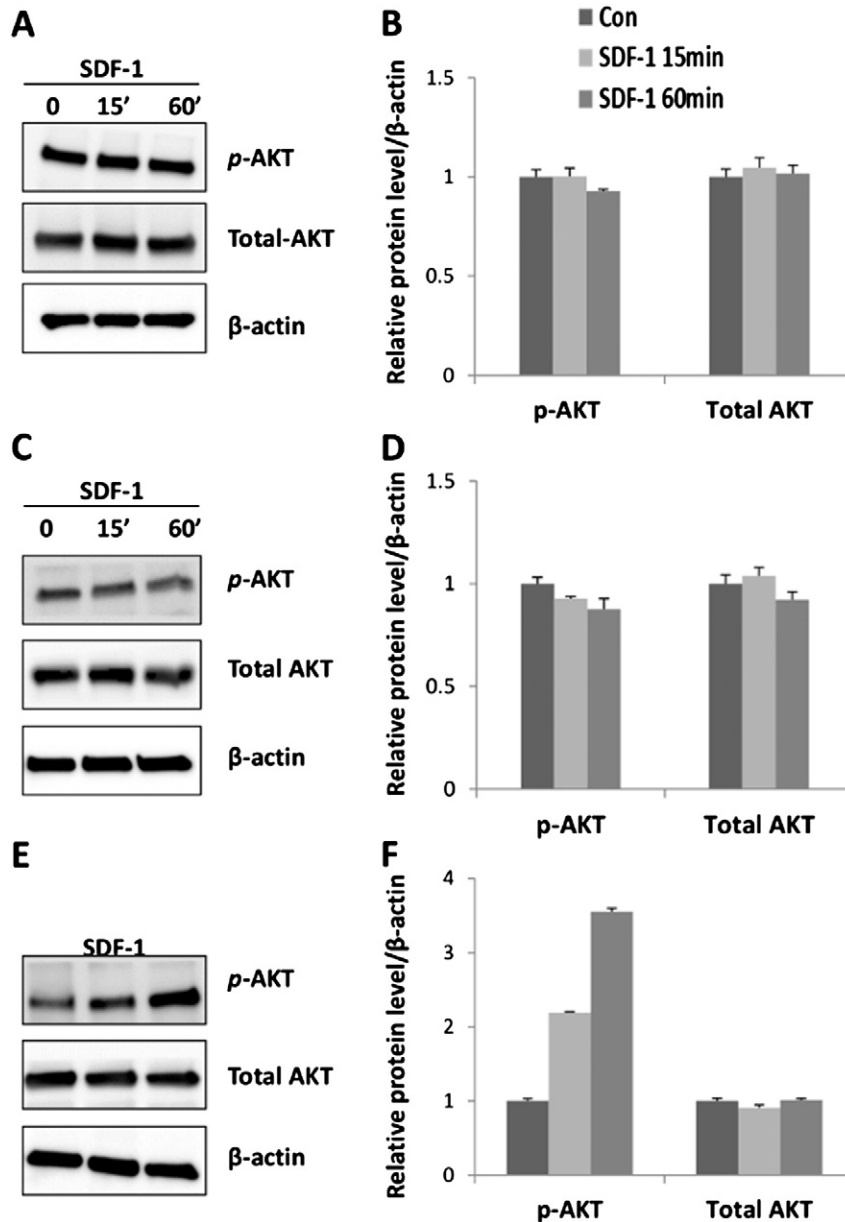 A
SDF-1
0 15' 60'
p-AKT
Total-AKT
β-actin
B
Con
SDF-1 15min
SDF-1 60min
Relative protein level/β-actin
1.5
1
0.5
0
p-AKT Total AKT
C
SDF-1
0 15' 60'
p-AKT
Total AKT
β-actin
D
Relative protein level/β-actin
1.5
1
0.5
0
p-AKT Total AKT
E
SDF-1
p-AKT
Total AKT
β-actin
F
Relative protein level/β-actin
4
3
2
1
0
p-AKT Total AKT